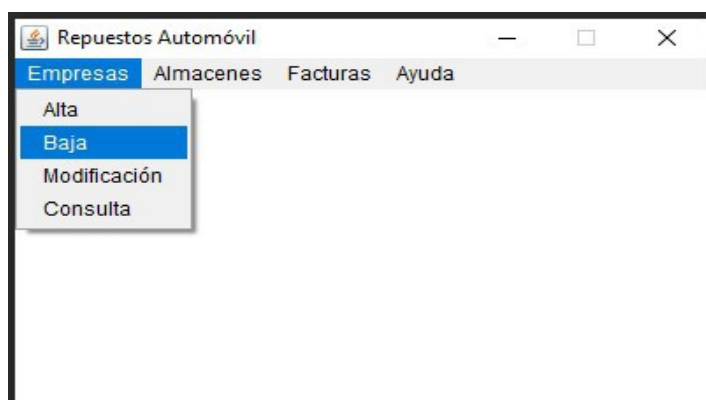 Repuestos Automóvil
Empresas Almacenes Facturas Ayuda
Alta
Baja
Modificación
Consulta